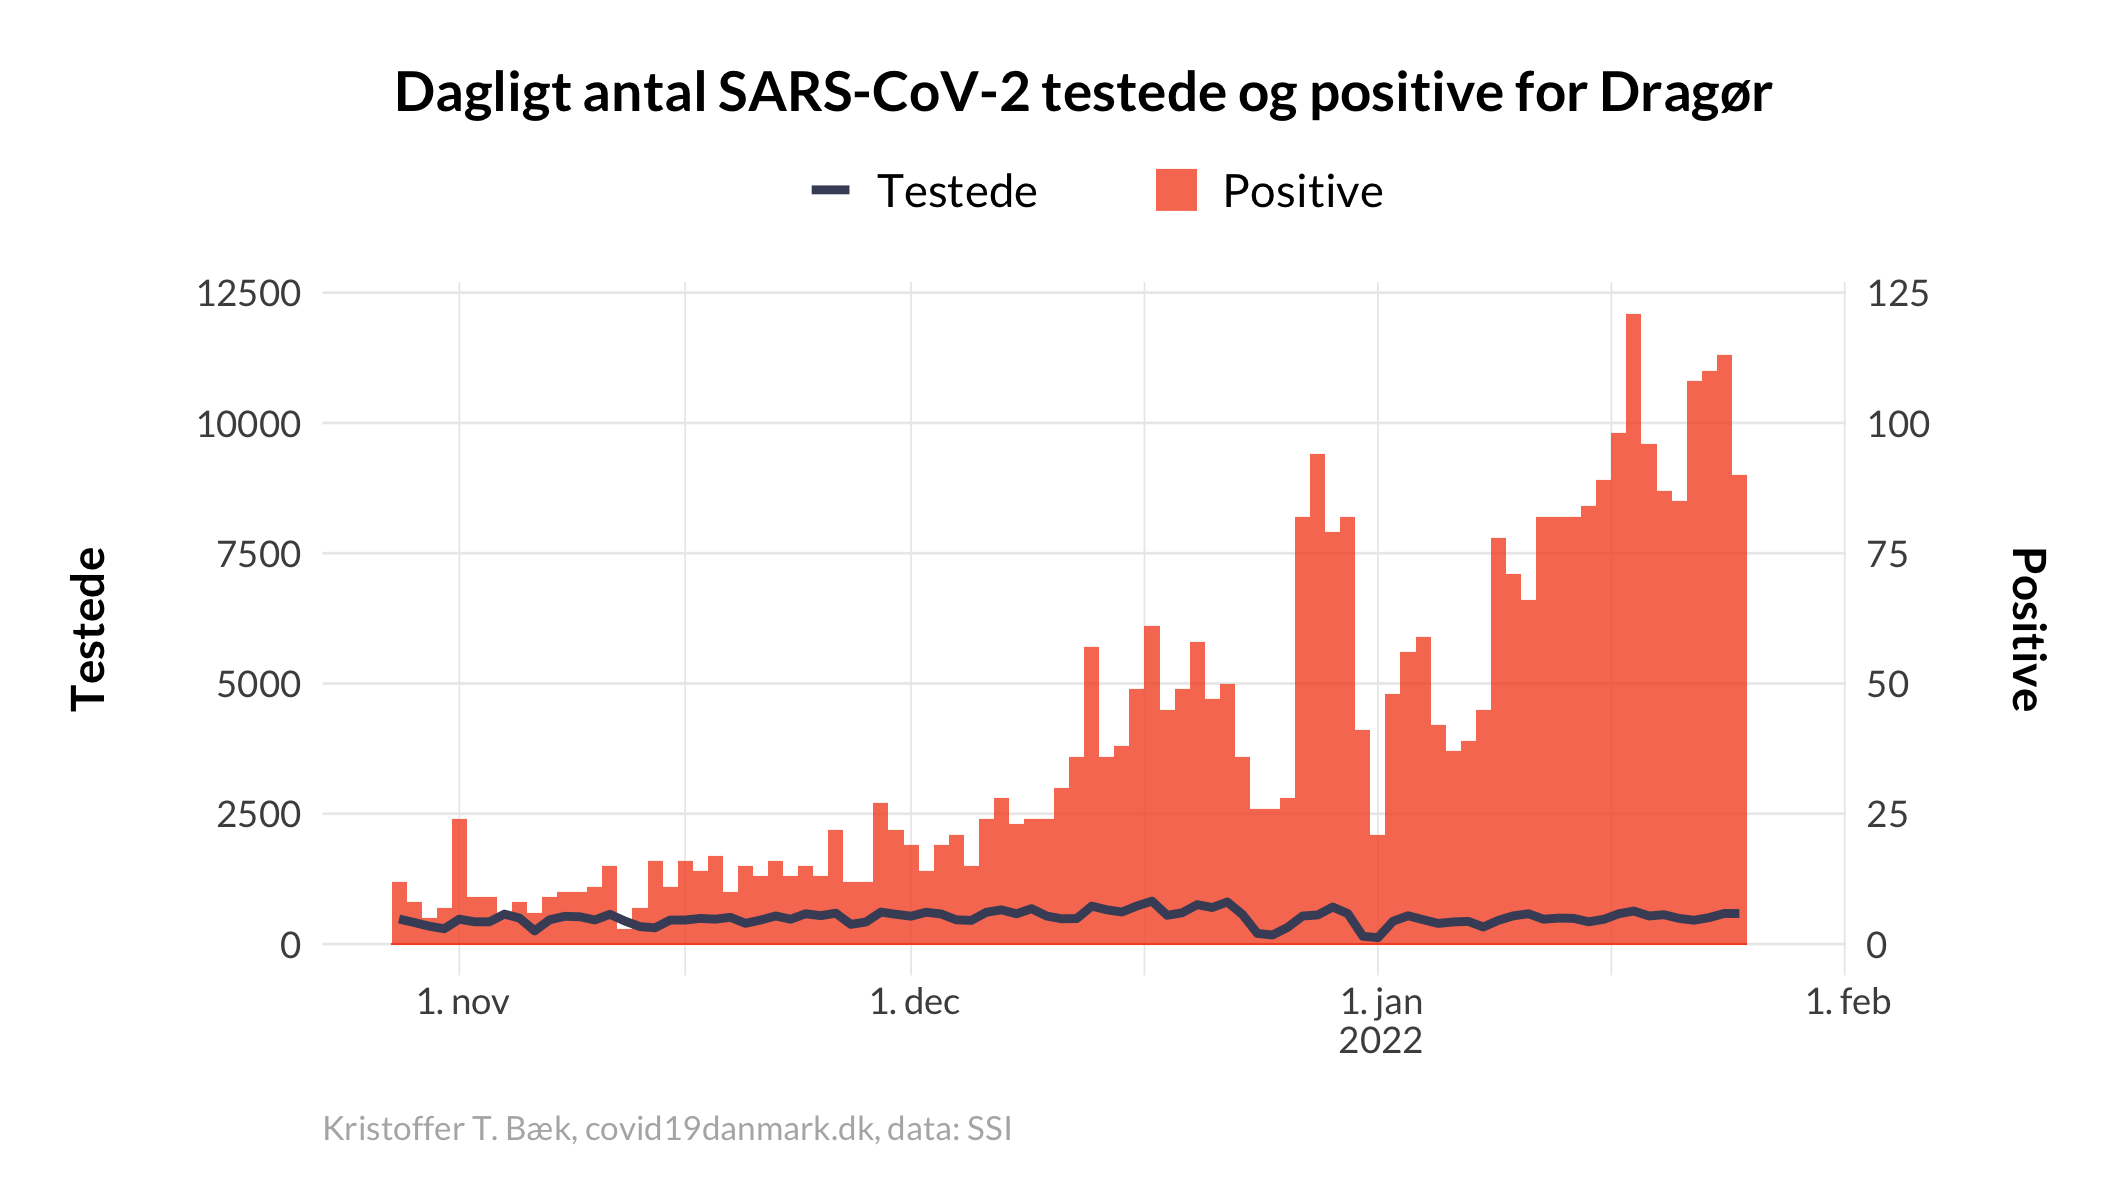 Dagligt antal SARS-CoV-2 testede og positive for Dragør
Testede Positive
12500 125
10000 100
7500 75
5000 50
2500 25
0 0
Testede
Positive
1. nov 1. dec 1. jan 1. feb
2022
Kristoffer T. Bæk, covid19danmark.dk, data: SSI